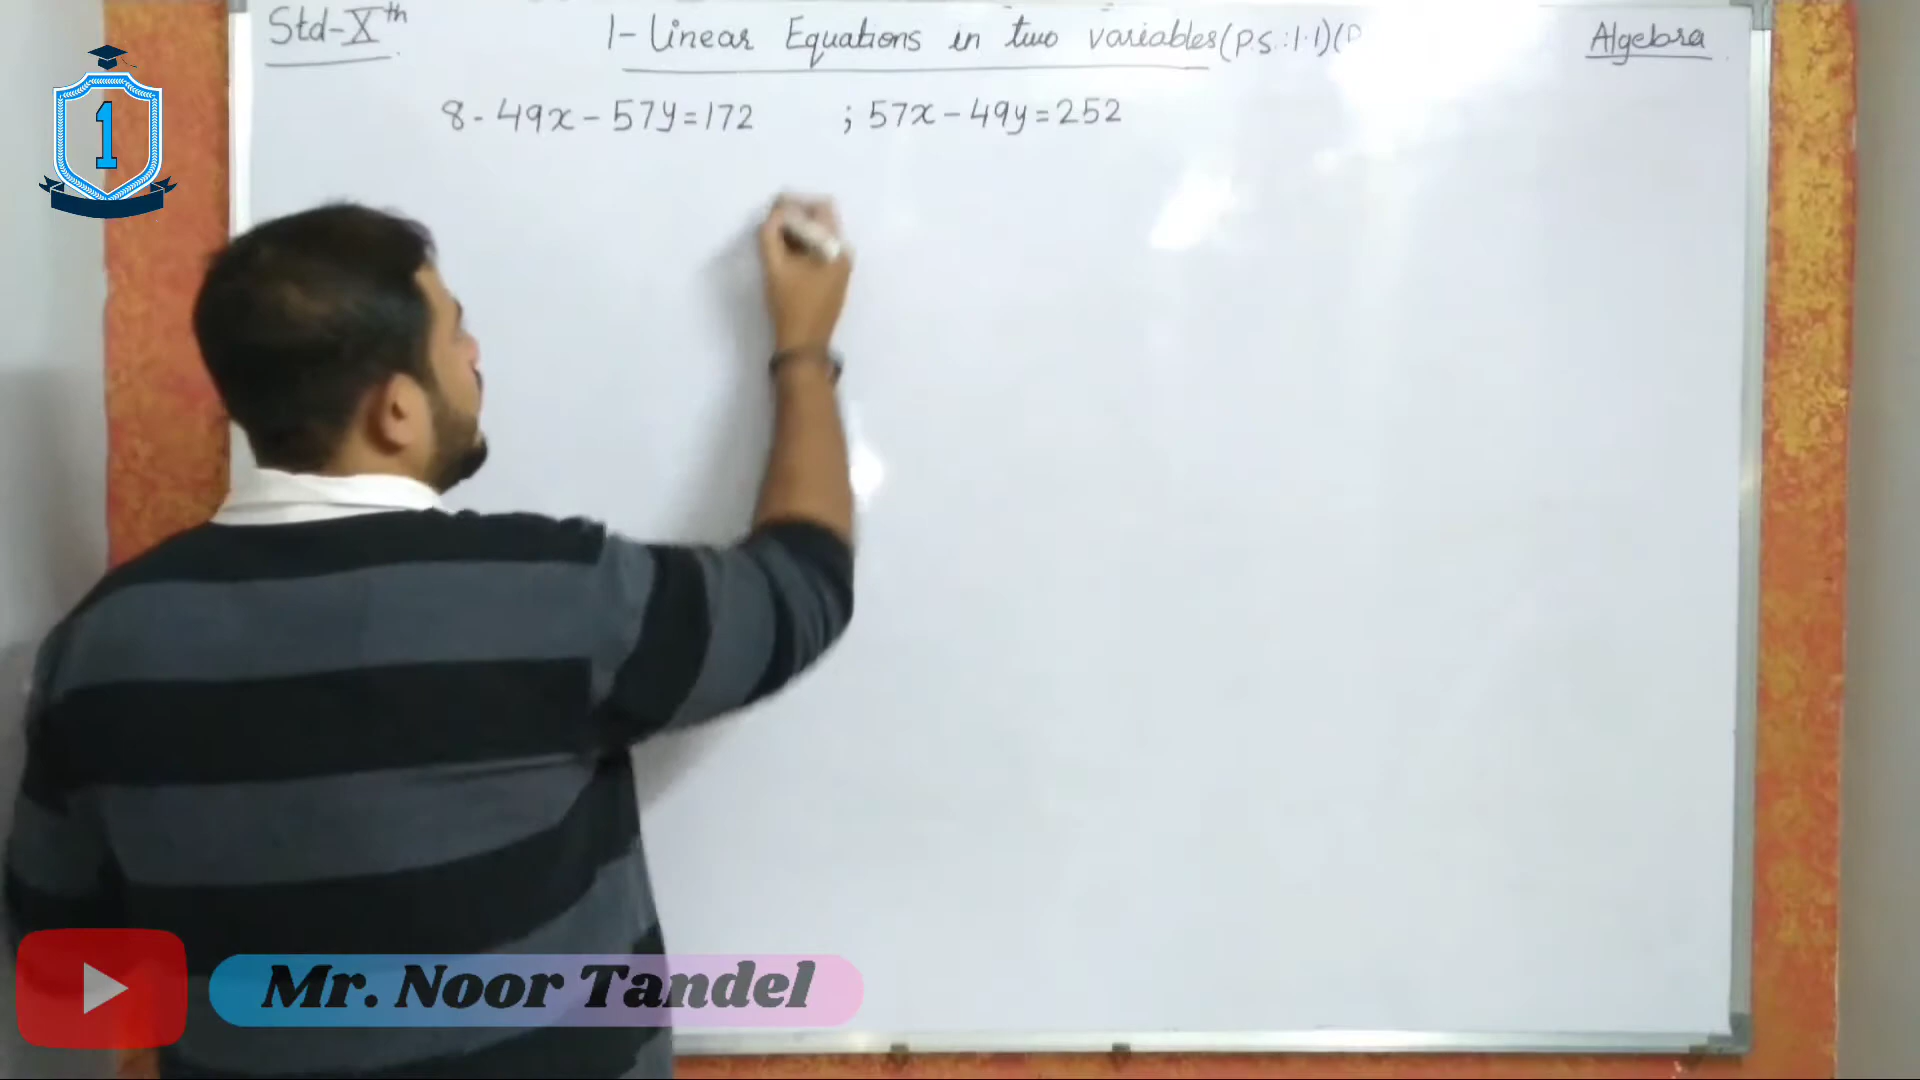 Std-Xth
1- Linear Equations in two variables (P.S.:1.1)(P
Algebra
8- 49x - 57y = 172 ; 57x - 49y = 252
1
Mr. Noor Tandel